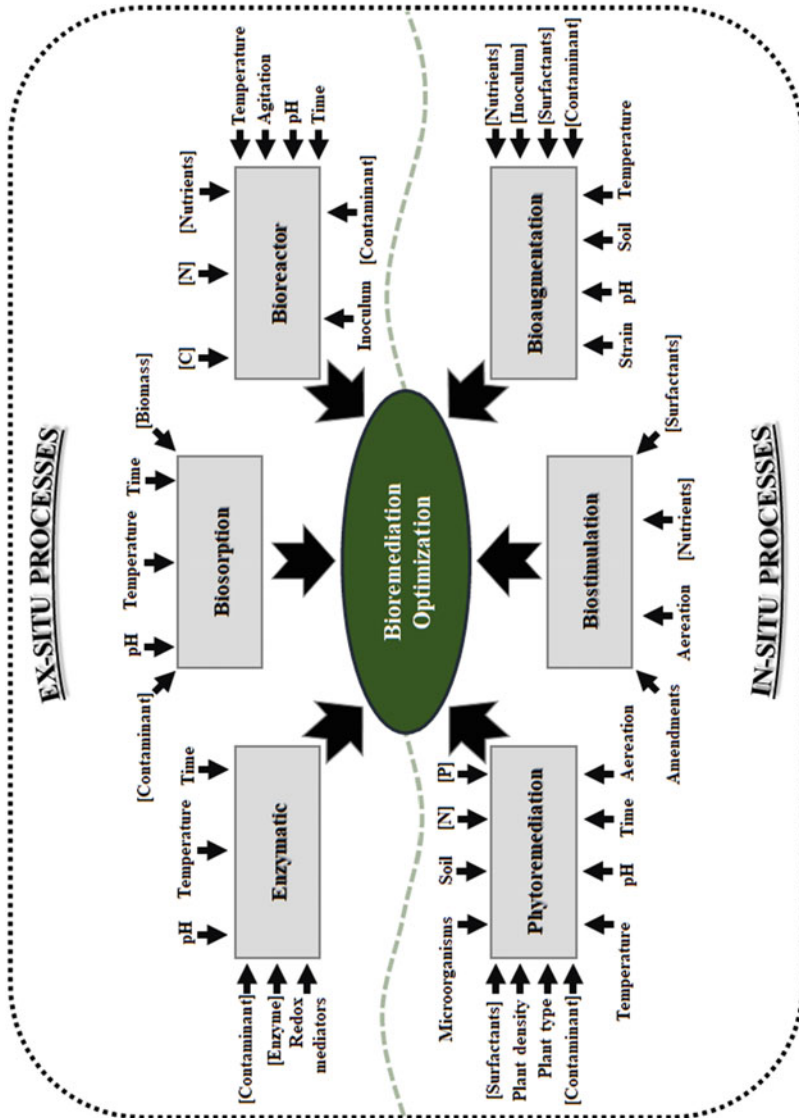 EX-SITU PROCESSES
[Contaminant]
pH
Temperature
Time
[Biomass]
Biosorption
pH
Temperature
Time
[Contaminant]
[Enzyme]
Redox
mediators
Enzymatic
[C]
[N]
[Nutrients]
Temperature
Agitation
pH
Time
Inoculum
[Contaminant]
Bioreactor
Bioremediation
Optimization
Microorganisms
Soil
[N]
[P]
[Surfactants]
Plant density
Plant type
[Contaminant]
Temperature
pH
Time
Aereation
Phytoremediation
Biostimulation
Amendments
Aereation
[Nutrients]
[Surfactants]
Bioaugmentation
[Nutrients]
[Inoculum]
[Surfactants]
[Contaminant]
Strain
pH
Soil
Temperature
IN-SITU PROCESSES